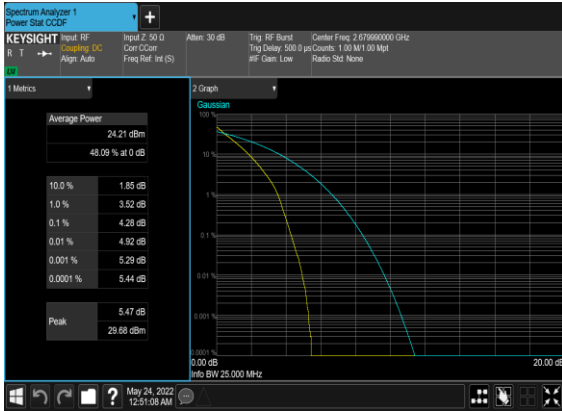 Spectrum Analyzer 1
Power Stat CCDF
KEYSIGHT
R T
Input: RF
Coupling: DC
Align: Auto
Input Z: 50 Ω
Corr CCorr
Freq Ref: Int (S)
Atten: 30 dB
Trig: RF Burst
Trig Delay: 500.0 µs
#IF Gain: Low
Center Freq: 2.679990000 GHz
Counts: 1.00 M/1.00 Mpt
Radio Std: None
1 Metrics
Average Power
24.21 dBm
48.09 % at 0 dB
10.0 % 1.85 dB
1.0 % 3.52 dB
0.1 % 4.28 dB
0.01 % 4.92 dB
0.001 % 5.29 dB
0.0001 % 5.44 dB
Peak
5.47 dB
29.68 dBm
2 Graph
Gaussian
100 %
10 %
1 %
0.1 %
0.01 %
0.001 %
0.0001 %
0.00 dB
20.00 dB
Info BW 25.000 MHz
?
May 24, 2022
12:51:08 AM